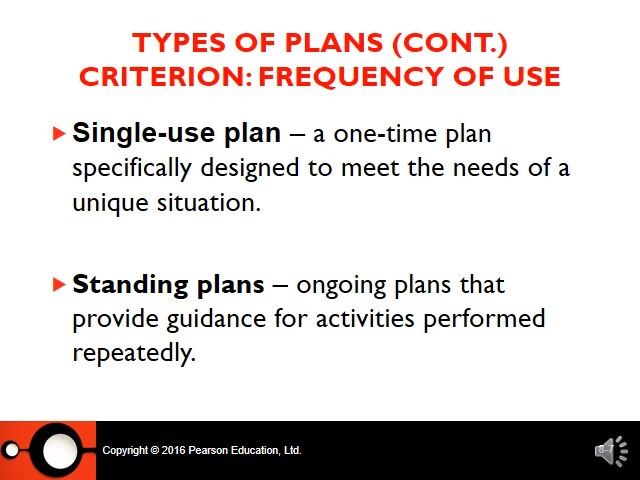 TYPES OF PLANS (CONT.)
CRITERION: FREQUENCY OF USE
Single-use plan – a one-time plan
specifically designed to meet the needs of a
unique situation.
Standing plans – ongoing plans that
provide guidance for activities performed
repeatedly.
Copyright © 2016 Pearson Education, Ltd.
8-7